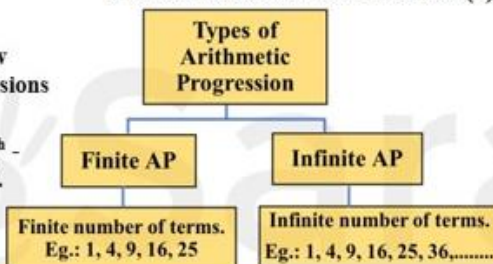 Types of
Arithmetic
Progression
Finite AP
Infinite AP
Finite number of terms.
Eg.: 1, 4, 9, 16, 25
Infinite number of terms.
Eg.: 1, 4, 9, 16, 25, 36,.........